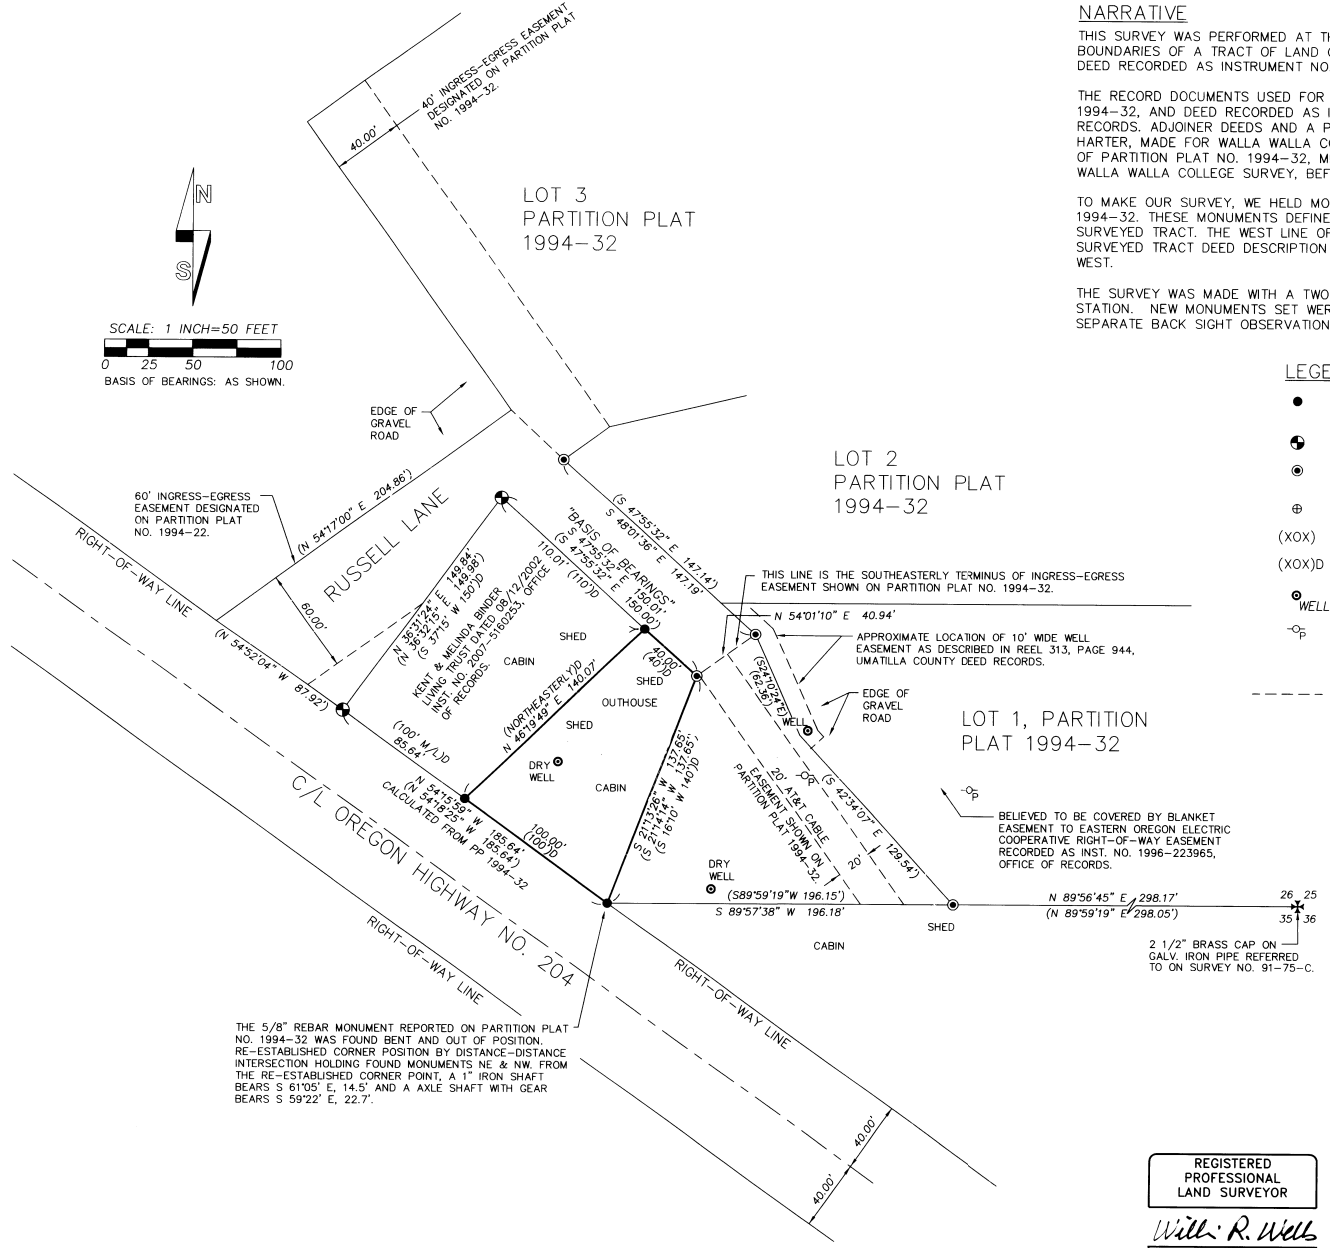 NARRATIVE
THIS SURVEY WAS PERFORMED AT TH
BOUNDARIES OF A TRACT OF LAND
DEED RECORDED AS INSTRUMENT NO
THE RECORD DOCUMENTS USED FOR
1994-32, AND DEED RECORDED AS
RECORDS. ADJOINER DEEDS AND A P
HARTER, MADE FOR WALLA WALLA CO
OF PARTITION PLAT NO. 1994-32, M
WALLA WALLA COLLEGE SURVEY, BEF
TO MAKE OUR SURVEY, WE HELD MO
1994-32. THESE MONUMENTS DEFINE
SURVEYED TRACT. THE WEST LINE OF
SURVEYED TRACT DEED DESCRIPTION
WEST.
THE SURVEY WAS MADE WITH A TWO
STATION. NEW MONUMENTS SET WER
SEPARATE BACK SIGHT OBSERVATION
LEGE
(XOX)
(XOX)D
WELL
P
40' INGRESS-EGRESS EASEMENT
DESIGNATED ON PARTITION PLAT
NO. 1994-32.
40.00'
LOT 3
PARTITION PLAT
1994-32
N
S
SCALE: 1 INCH=50 FEET
0 25 50 100
BASIS OF BEARINGS: AS SHOWN.
EDGE OF
GRAVEL
ROAD
LOT 2
PARTITION PLAT
1994-32
60' INGRESS-EGRESS
EASEMENT DESIGNATED
ON PARTITION PLAT
NO. 1994-22.
(N 54°17'00" E 204.86')
RUSSELL LANE
60.00'
RIGHT-OF-WAY LINE
(N 54°52'04" W 87.92')
N 36°31'24" E 149.84'
(N 36°32'15" E 149.98')
(S 37°15' W 150')D
KENT & MELINDA BINDER
LIVING TRUST DATED 08/12/2002
INST. NO. 2007-5160253, OFFICE
OF RECORDS.
110.01' (110')D
"BASIS OF BEARINGS"
S 47°55'32" E 150.01'
(S 47°55'32" E 150.00')
(S 47°55'32" E 147.14')
S 48°01'36" E 147.19'
THIS LINE IS THE SOUTHEASTERLY TERMINUS OF INGRESS-EGRESS
EASEMENT SHOWN ON PARTITION PLAT NO. 1994-32.
N 54°01'10" E 40.94'
APPROXIMATE LOCATION OF 10' WIDE WELL
EASEMENT AS DESCRIBED IN REEL 313, PAGE 944,
UMATILLA COUNTY DEED RECORDS.
SHED
CABIN
40.00'
(40')D
SHED
OUTHOUSE
(NORTHEASTERLY)D
N 46°19'49" E 140.07'
SHED
DRY
WELL
CABIN
(S24°10'24"E)
(62.36')
WELL
EDGE OF
GRAVEL
ROAD
LOT 1, PARTITION
PLAT 1994-32
(100' M/L)D
85.64'
N 54°15'59" W 185.64'
(N 54°18'25" W 185.64')
CALCULATED FROM PP 1994-32
100.00'
(100')D
S 21°13'26" W 137.65'
(S 21°14'14" W 137.65')
(S 16°10' W 140')D
20' AT&T CABLE
EASEMENT SHOWN ON
PARTITION PLAT 1994-32
P
20'
(S 42°34'07" E 129.54')
P
BELIEVED TO BE COVERED BY BLANKET
EASEMENT TO EASTERN OREGON ELECTRIC
COOPERATIVE RIGHT-OF-WAY EASEMENT
RECORDED AS INST. NO. 1996-223965,
OFFICE OF RECORDS.
DRY
WELL
(S89°59'19"W 196.15')
S 89°57'38" W 196.18'
CABIN
SHED
N 89°56'45" E 298.17'
(N 89°59'19" E 298.05')
26 25
35 36
2 1/2" BRASS CAP ON
GALV. IRON PIPE REFERRED
TO ON SURVEY NO. 91-75-C.
C/L OREGON HIGHWAY NO. 204
RIGHT-OF-WAY LINE
RIGHT-OF-WAY LINE
THE 5/8" REBAR MONUMENT REPORTED ON PARTITION PLAT
NO. 1994-32 WAS FOUND BENT AND OUT OF POSITION.
RE-ESTABLISHED CORNER POSITION BY DISTANCE-DISTANCE
INTERSECTION HOLDING FOUND MONUMENTS NE & NW. FROM
THE RE-ESTABLISHED CORNER POINT, A 1" IRON SHAFT
BEARS S 61°05' E, 14.5' AND A AXLE SHAFT WITH GEAR
BEARS S 59°22' E, 22.7'.
40.00'
40.00'
REGISTERED
PROFESSIONAL
LAND SURVEYOR
Willi R. Wells